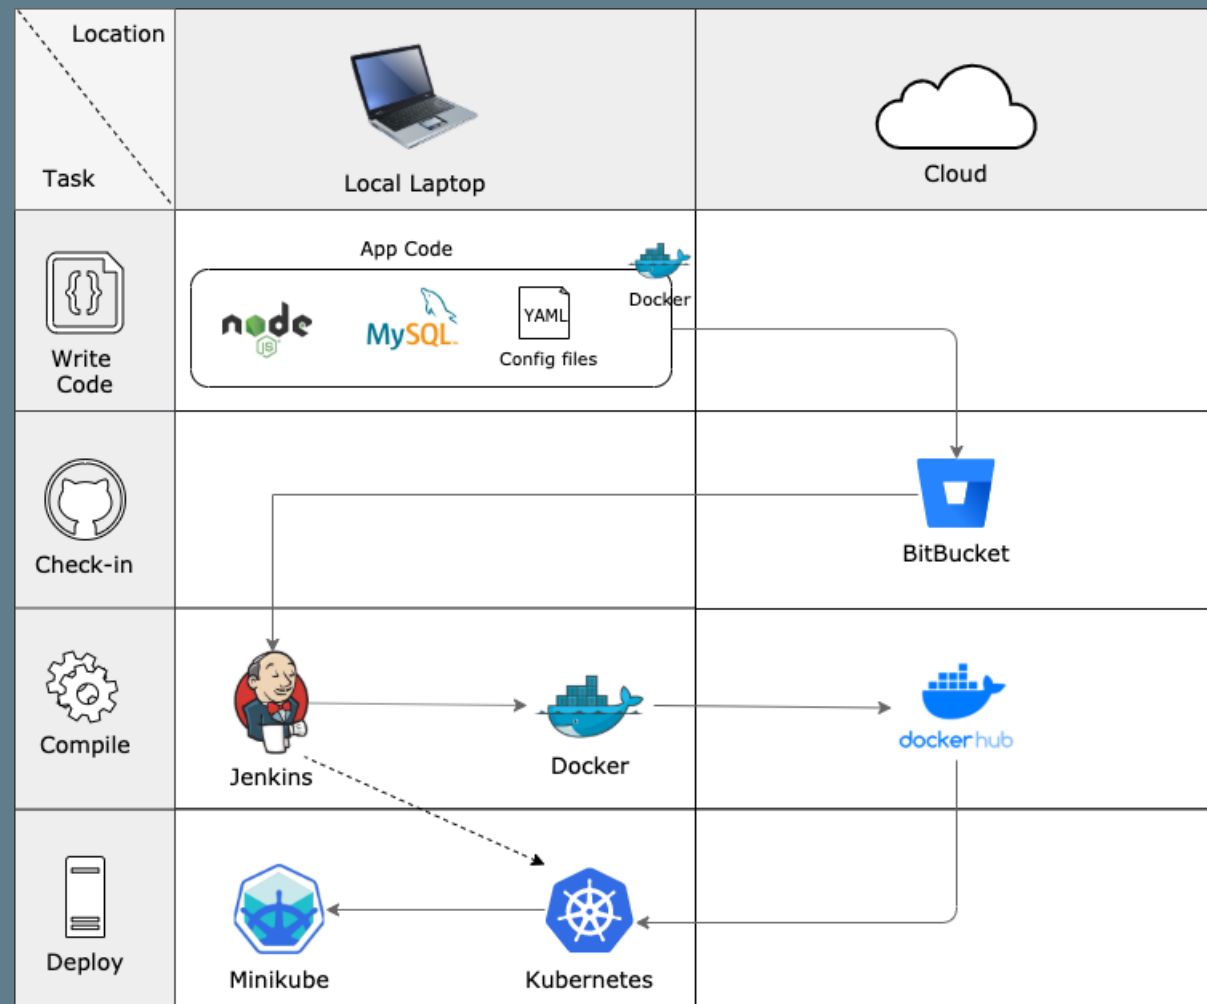 Location
Task
Local Laptop
Cloud
Write
Code
App Code
node
JS
MySQL
YAML
Config files
Docker
Check-in
BitBucket
Compile
Jenkins
Docker
docker hub
Deploy
Minikube
Kubernetes